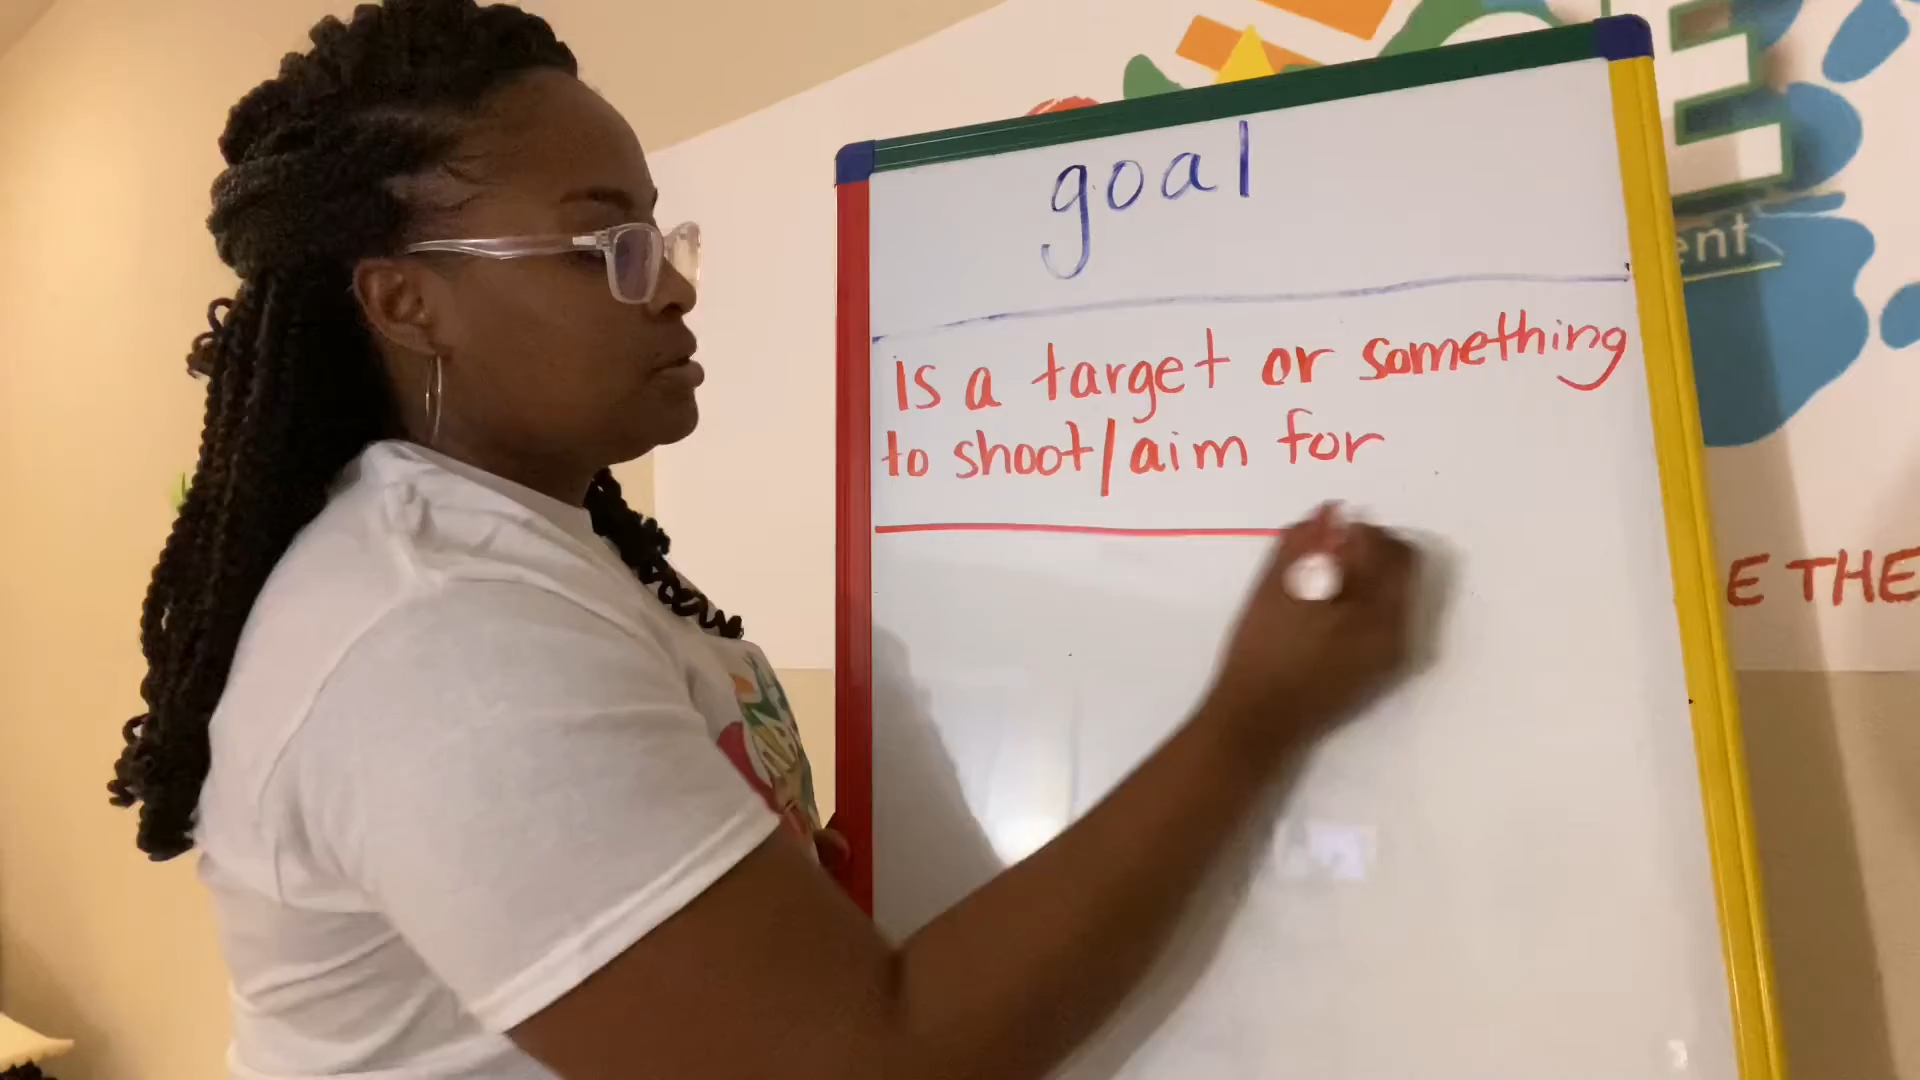 goal
is a target or something
to shoot/aim for
E
ent
E THE